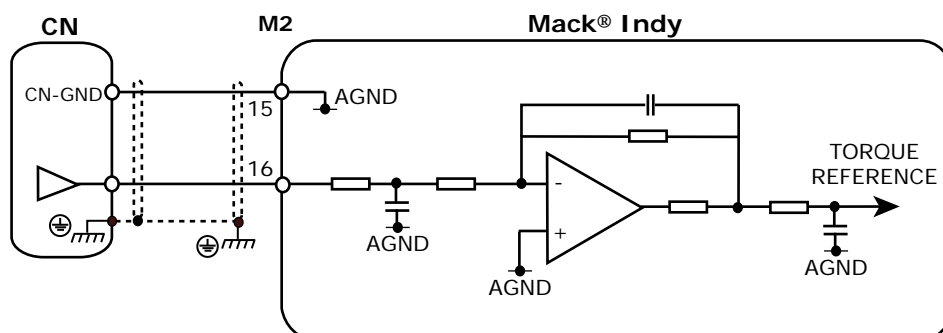 CN
M2
Mack® Indy
CN-GND
15
AGND
16
TORQUE
REFERENCE
-
+
AGND
AGND
AGND